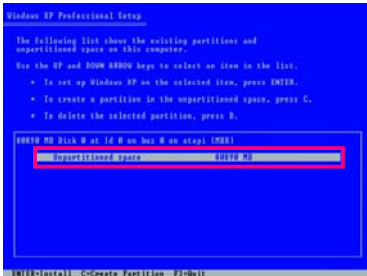 Windows XP Professional Setup
The following list shows the existing partitions and
unpartitioned space on this computer.
Use the UP and DOWN ARROW keys to select an item in the list.
• To set up Windows XP on the selected item, press ENTER.
• To create a partition in the unpartitioned space, press C.
• To delete the selected partition, press D.
MB Disk 0 at Id 0 on bus 0 on atapi [MBR]
Unpartitioned space MB
ENTER=Install C=Create Partition F3=Quit